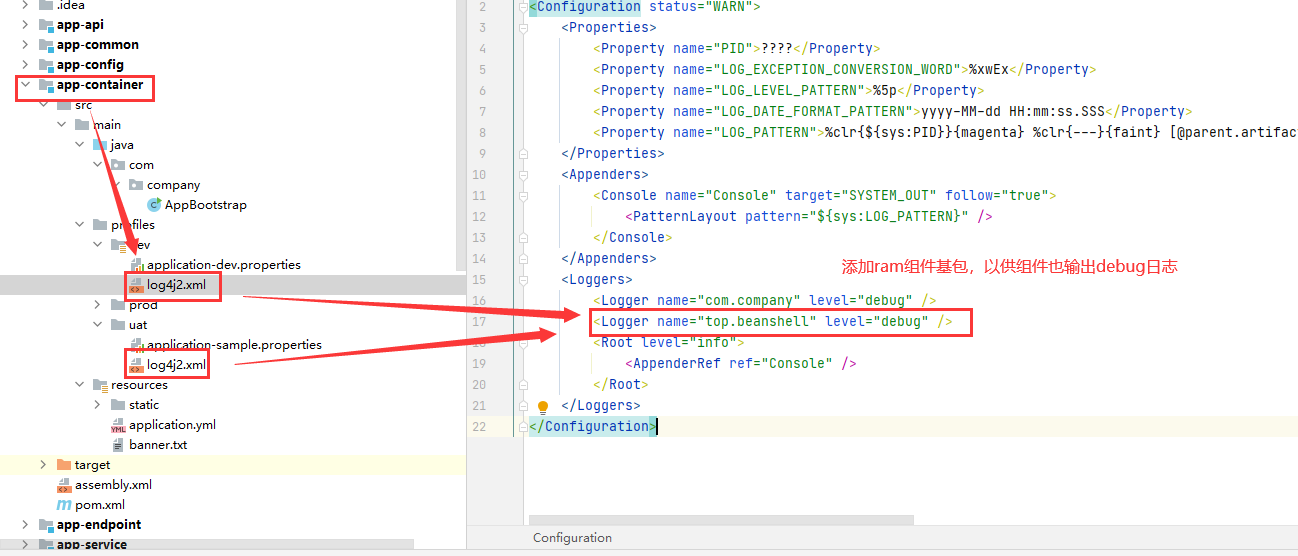 .idea
app-api
app-common
app-config
app-container
src
main
java
com
company
AppBootstrap
profiles
dev
application-dev.properties
log4j2.xml
prod
uat
application-sample.properties
log4j2.xml
resources
static
application.yml
banner.txt
target
assembly.xml
pom.xml
app-endpoint
app-service
2 <Configuration status="WARN">
3 <Properties>
4 <Property name="PID">????</Property>
5 <Property name="LOG_EXCEPTION_CONVERSION_WORD">%xwEx</Property>
6 <Property name="LOG_LEVEL_PATTERN">%5p</Property>
7 <Property name="LOG_DATE_FORMAT_PATTERN">yyyy-MM-dd HH:mm:ss.SSS</Property>
8 <Property name="LOG_PATTERN">%clr{${sys:PID}}{magenta} %clr{---}{faint} [@parent.artifac
9 </Properties>
10 <Appenders>
11 <Console name="Console" target="SYSTEM_OUT" follow="true">
12 <PatternLayout pattern="${sys:LOG_PATTERN}" />
13 </Console>
14 </Appenders>
添加ram组件基包，以供组件也输出debug日志
15 <Loggers>
16 <Logger name="com.company" level="debug" />
17 <Logger name="top.beanshell" level="debug" />
18 <Root level="info">
19 <AppenderRef ref="Console" />
20 </Root>
21 </Loggers>
22 </Configuration>
Configuration